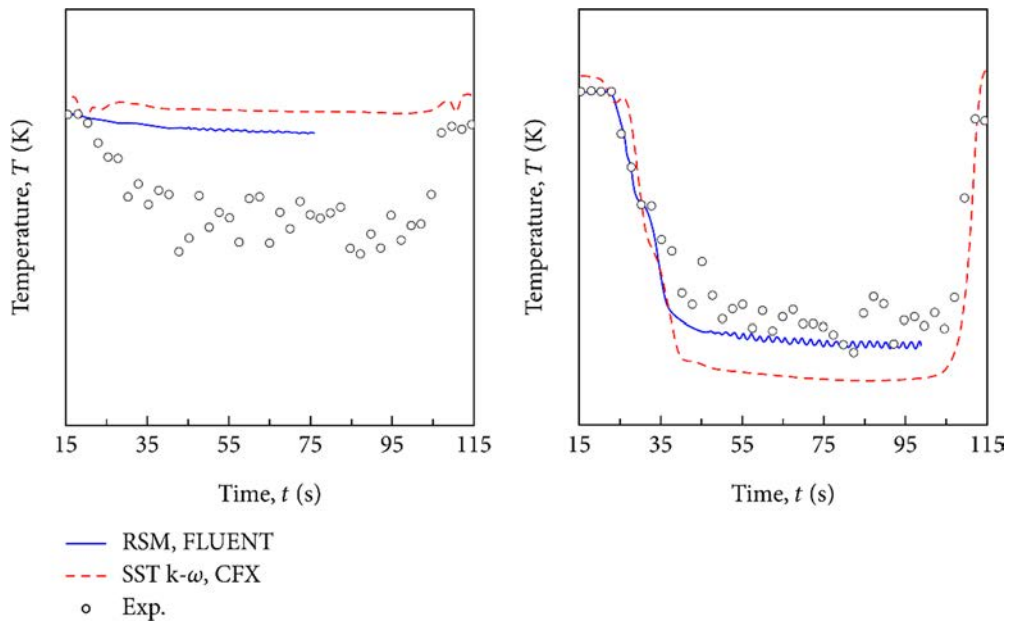 Temperature, T (K)
15 35 55 75 95 115
Time, t (s)
Temperature, T (K)
15 35 55 75 95 115
Time, t (s)
RSM, FLUENT
SST k-ω, CFX
Exp.